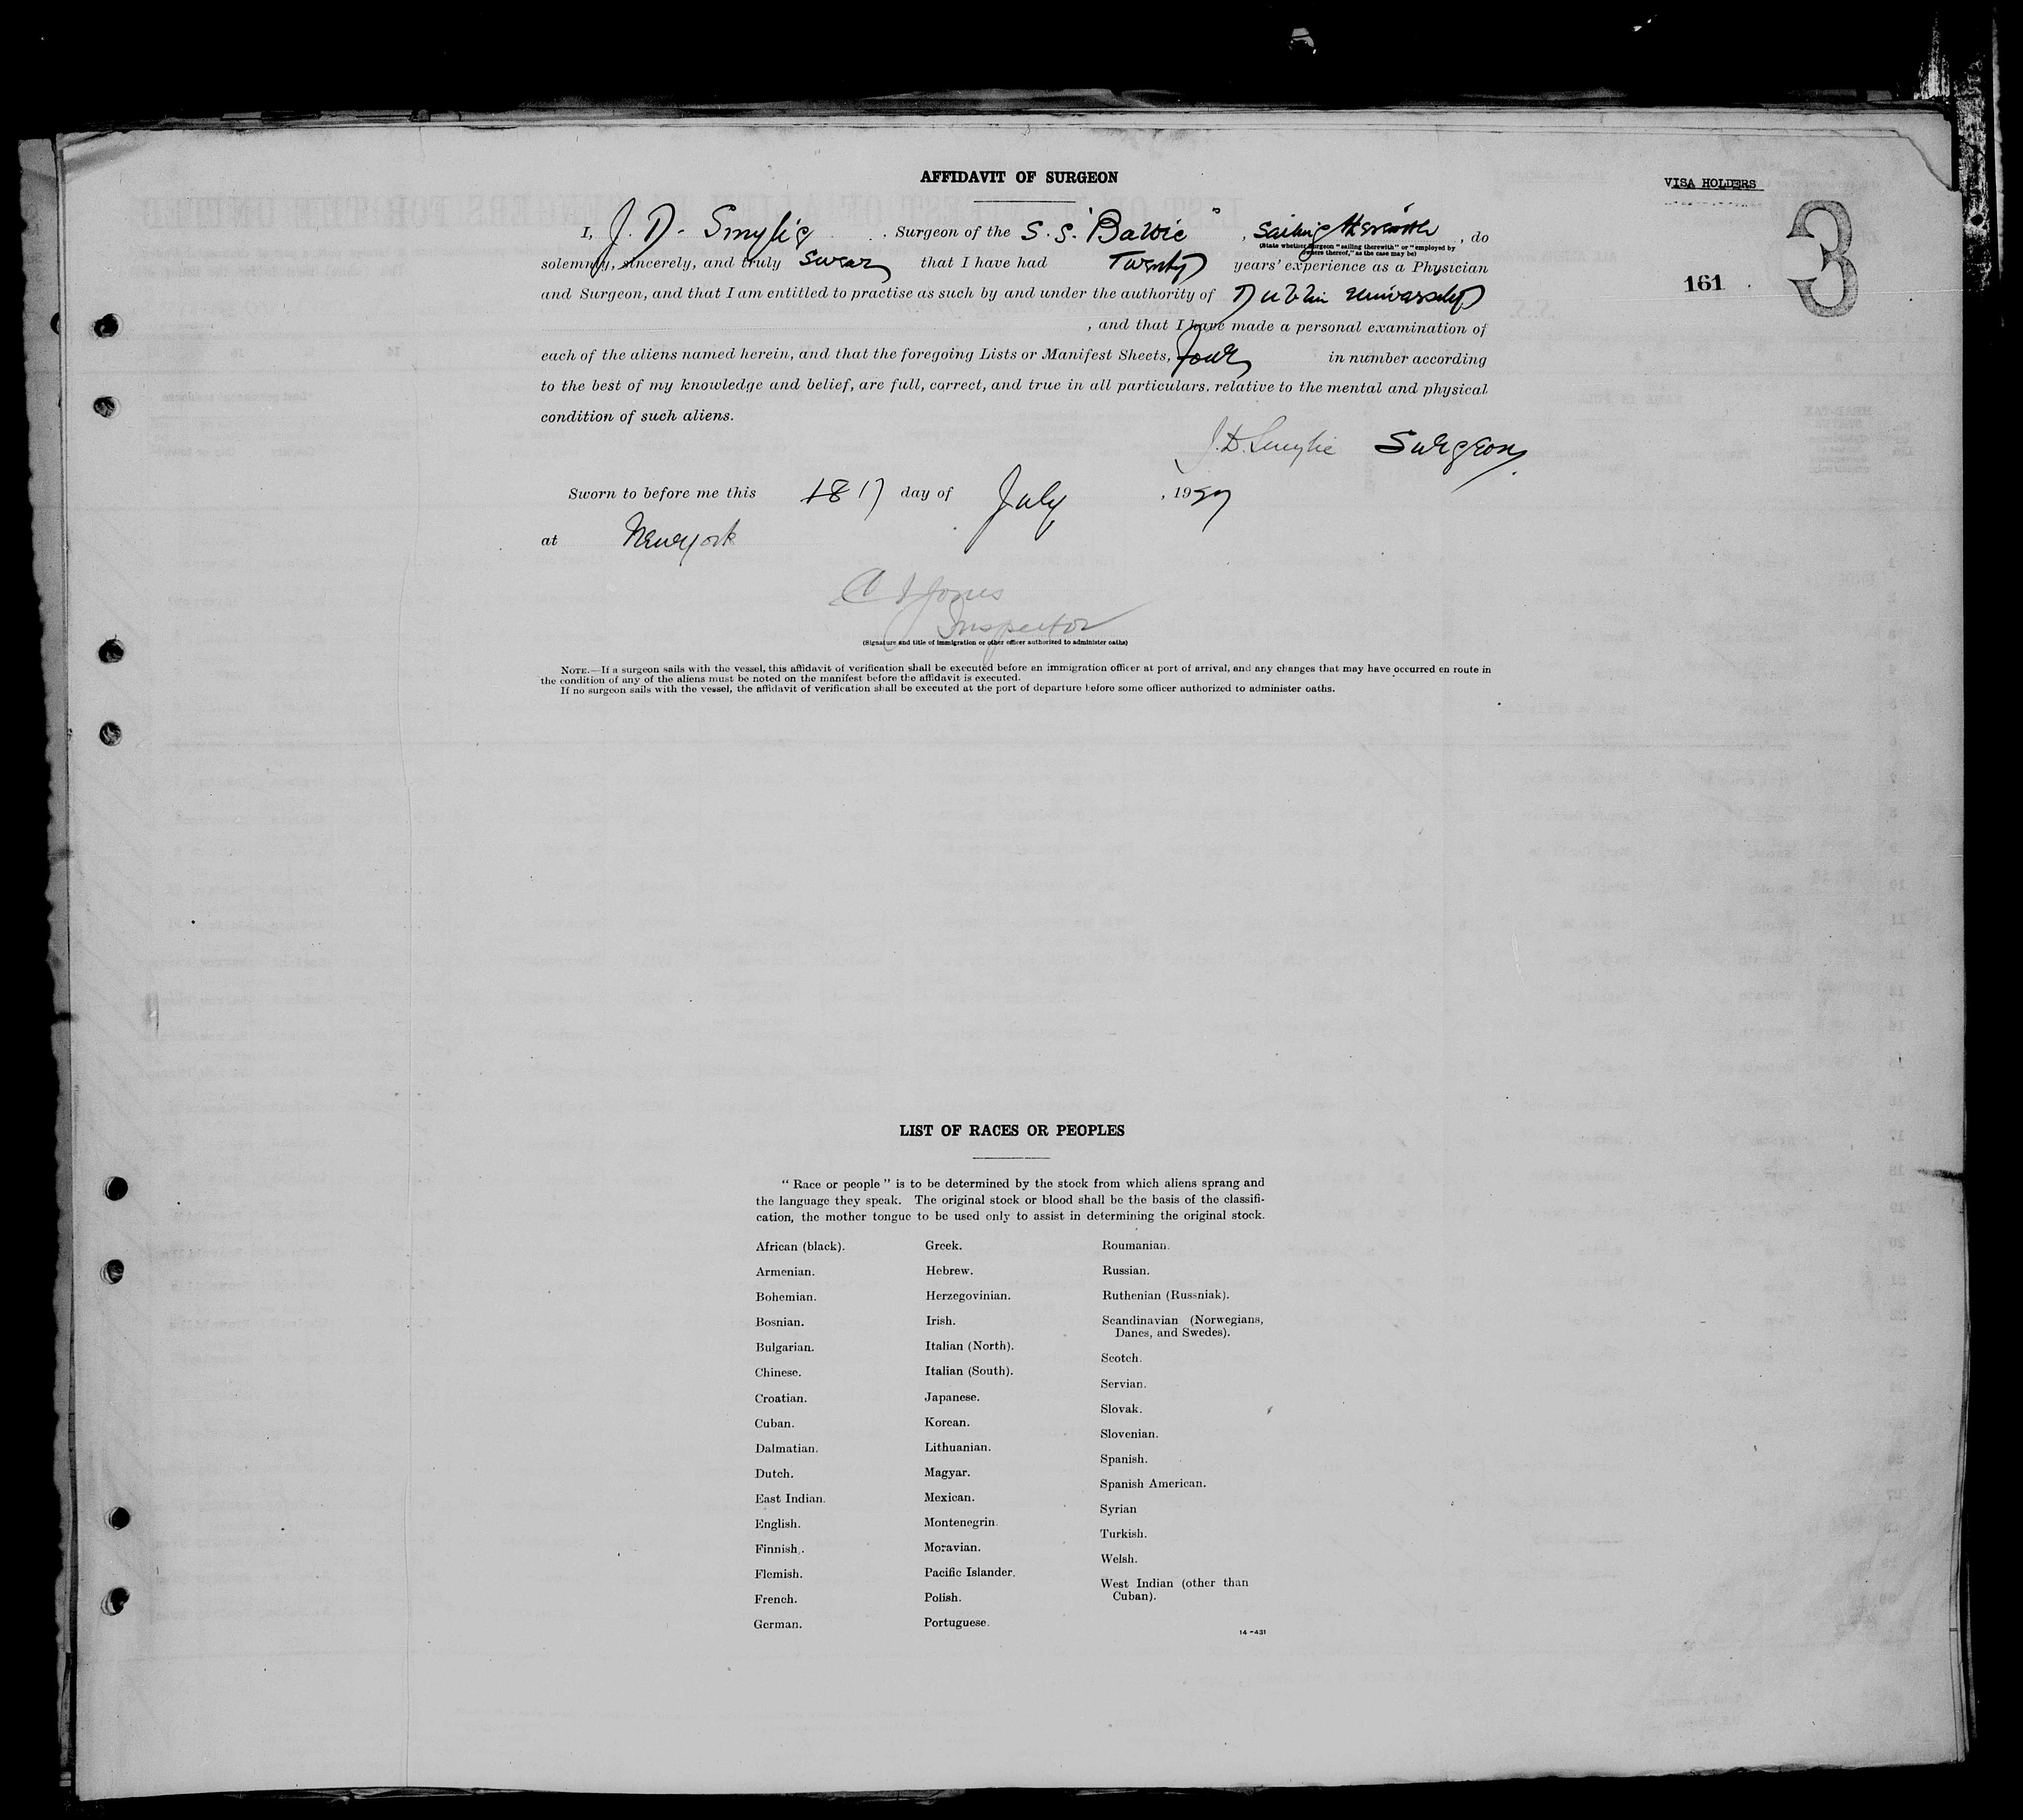 AFFIDAVIT OF SURGEON
VISA HOLDERS
3
161
I, J. D. Smylie, Surgeon of the S.S. "Baltic", sailing therewith, do
(State whether surgeon "sailing therewith" or "employed by
owners thereof," as the case may be)
solemnly, sincerely, and truly swear that I have had Twenty years' experience as a Physician
and Surgeon, and that I am entitled to practise as such by and under the authority of Dublin University
, and that I have made a personal examination of
each of the aliens named herein, and that the foregoing Lists or Manifest Sheets, four in number according
to the best of my knowledge and belief, are full, correct, and true in all particulars, relative to the mental and physical
condition of such aliens.
J. D. Smylie Surgeon.
Sworn to before me this day of July, 19
at New York
Jones
Inspector
(Signature and title of immigration or other officer authorized to administer oaths)
NOTE.—If a surgeon sails with the vessel, this affidavit of verification shall be executed before an immigration officer at port of arrival, and any changes that may have occurred en route in
the condition of any of the aliens must be noted on the manifest before the affidavit is executed.
If no surgeon sails with the vessel, the affidavit of verification shall be executed at the port of departure before some officer authorized to administer oaths.
LIST OF RACES OR PEOPLES
"Race or people" is to be determined by the stock from which aliens sprang and
the language they speak. The original stock or blood shall be the basis of the classifi-
cation, the mother tongue to be used only to assist in determining the original stock.
African (black).
Armenian.
Bohemian.
Bosnian.
Bulgarian.
Chinese.
Croatian.
Cuban.
Dalmatian.
Dutch.
East Indian.
English.
Finnish.
Flemish.
French.
German.
Greek.
Hebrew.
Herzegovinian.
Irish.
Italian (North).
Italian (South).
Japanese.
Korean.
Lithuanian.
Magyar.
Mexican.
Montenegrin.
Moravian.
Pacific Islander.
Polish.
Portuguese.
Roumanian.
Russian.
Ruthenian (Russniak).
Scandinavian (Norwegians,
Danes, and Swedes).
Scotch.
Servian.
Slovak.
Slovenian.
Spanish.
Spanish American.
Syrian
Turkish.
Welsh.
West Indian (other than
Cuban).
14-431